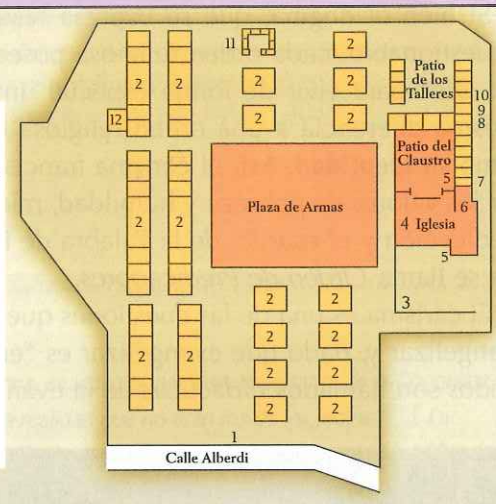 11 2
Patio
de los
Talleres
2 2 2 2
10
9
12 2 2
8
Patio del
Claustro
5 7
Plaza de Armas
6
2 2
4 Iglesia
5
2 2
3
2 2
2 2
2 2
2 2
1
Calle Alberdi